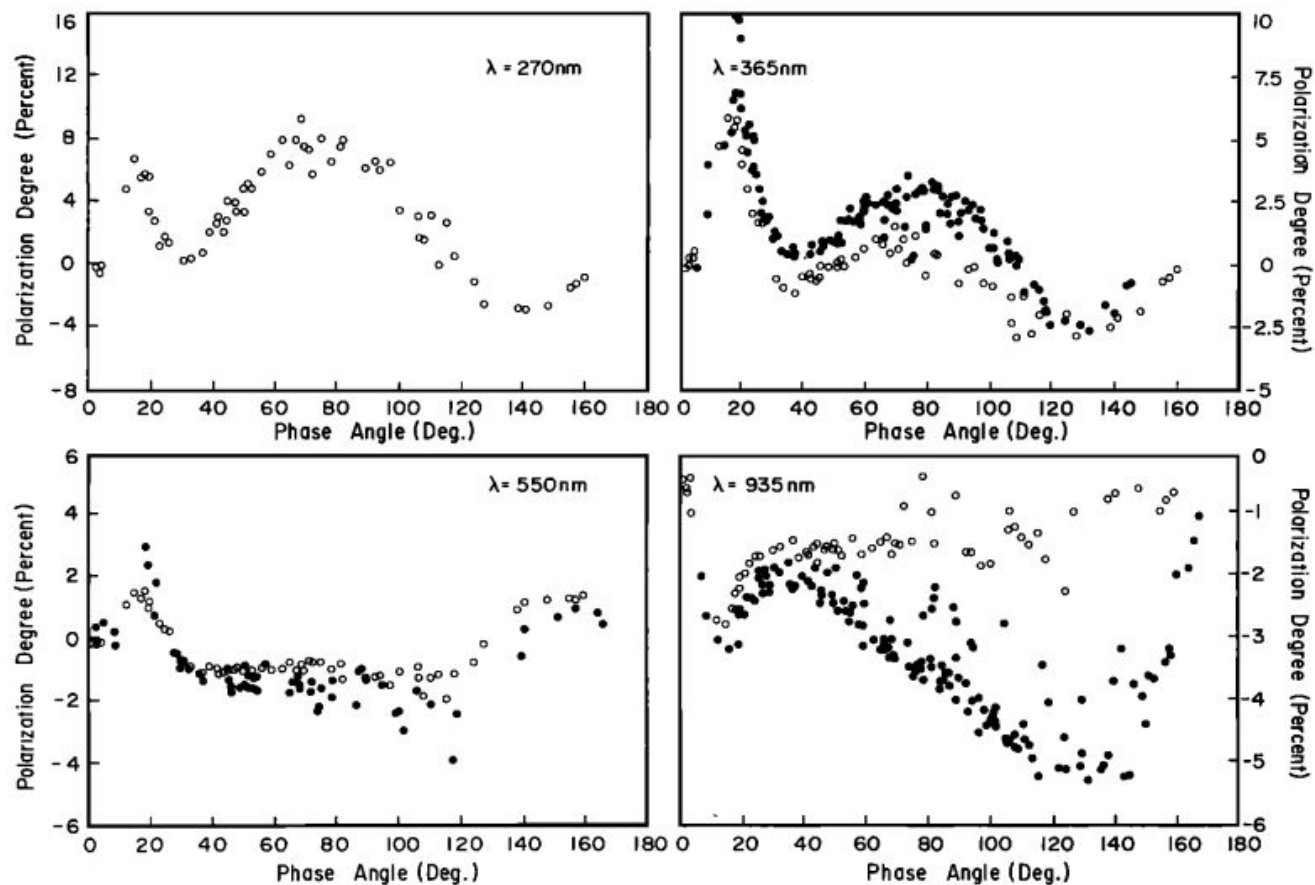 λ = 270nm
Polarization Degree (Percent)
16
12
8
4
0
-4
-8
0 20 40 60 80 100 120 140 160 180
Phase Angle (Deg.)
λ = 365nm
Polarization Degree (Percent)
10
7.5
5
2.5
0
-2.5
-5
0 20 40 60 80 100 120 140 160 180
Phase Angle (Deg.)
λ = 550nm
Polarization Degree (Percent)
6
4
2
0
-2
-4
-6
0 20 40 60 80 100 120 140 160 180
Phase Angle (Deg.)
λ = 935nm
Polarization Degree (Percent)
0
-1
-2
-3
-4
-5
-6
0 20 40 60 80 100 120 140 160 180
Phase Angle (Deg.)